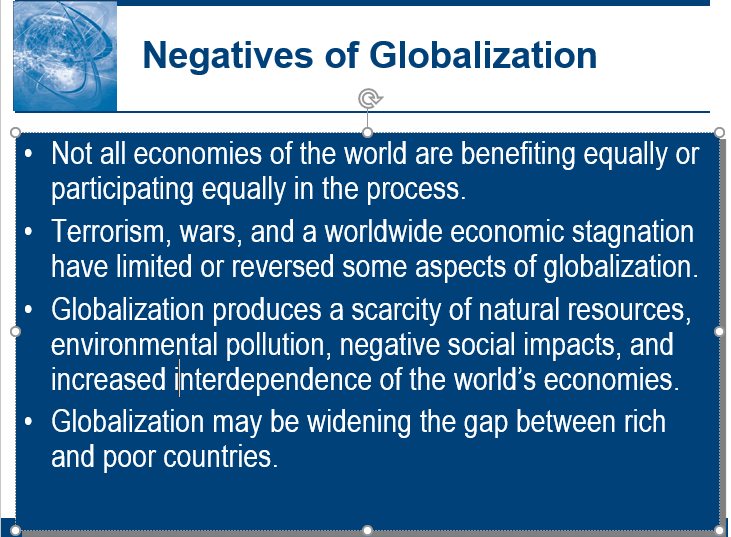 Negatives of Globalization
• Not all economies of the world are benefiting equally or
participating equally in the process.
• Terrorism, wars, and a worldwide economic stagnation
have limited or reversed some aspects of globalization.
• Globalization produces a scarcity of natural resources,
environmental pollution, negative social impacts, and
increased interdependence of the world’s economies.
• Globalization may be widening the gap between rich
and poor countries.